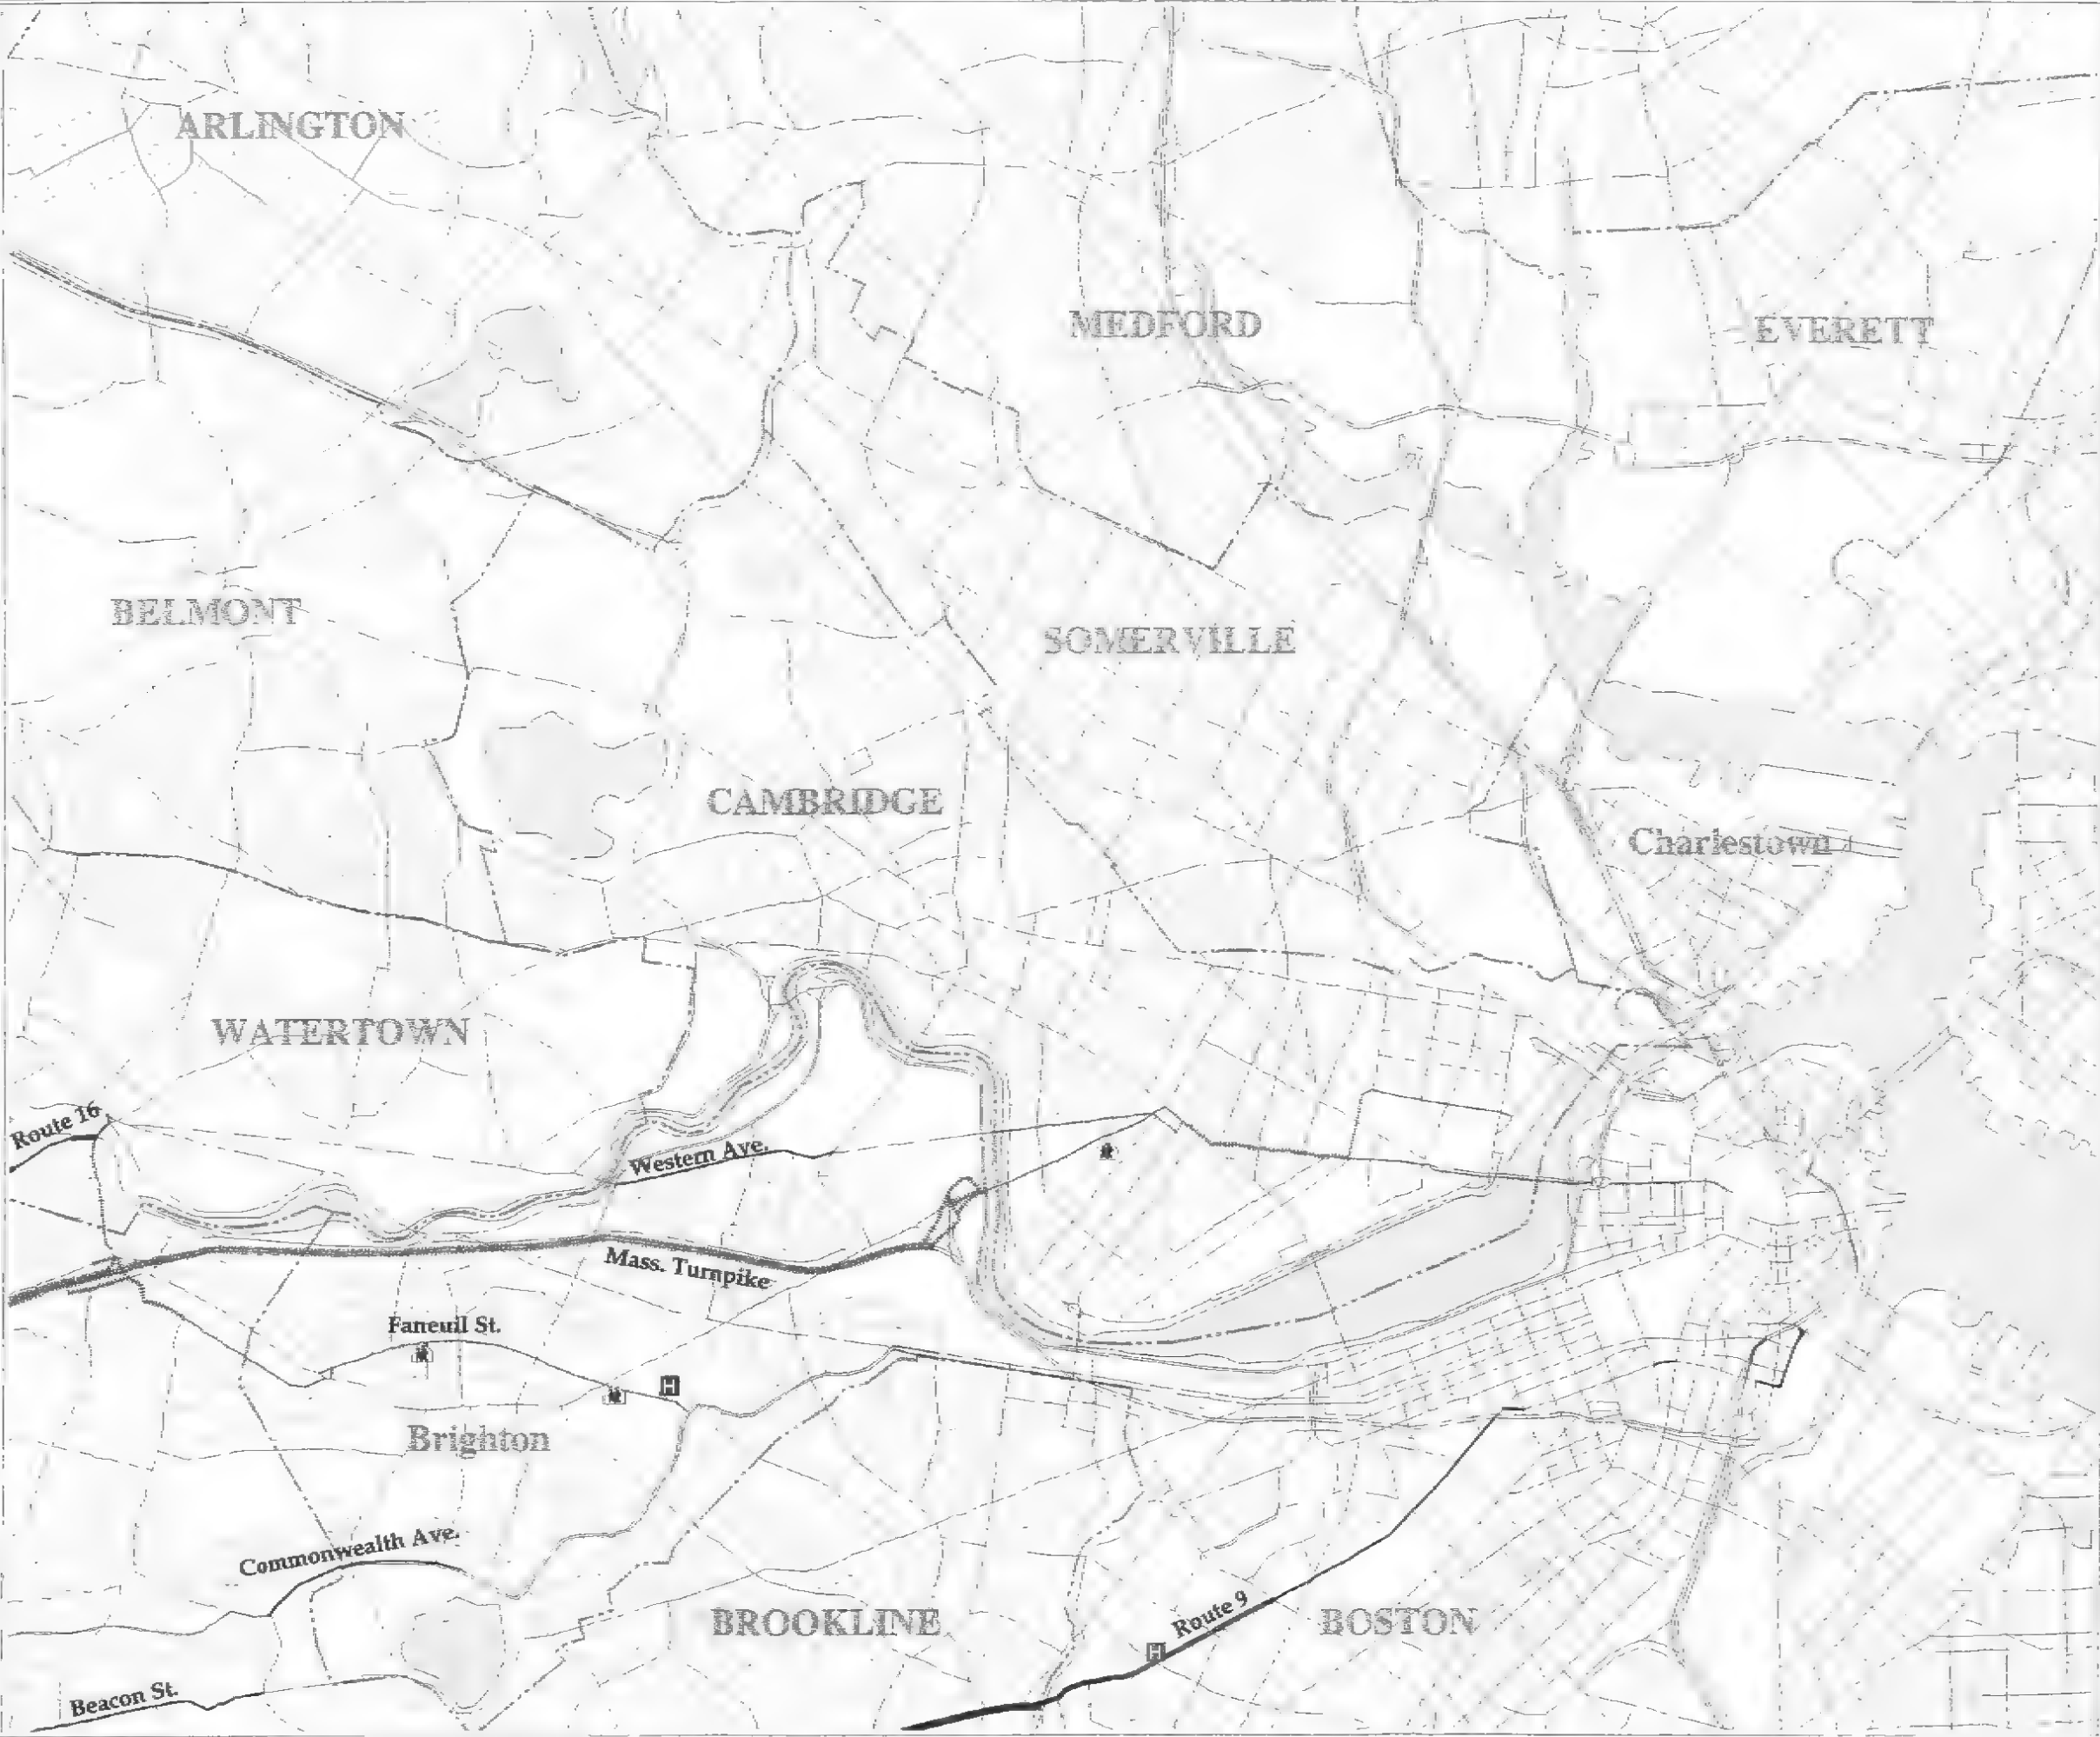 ARLINGTON
MEDFORD
EVERETT
BELMONT
SOMERVILLE
CAMBRIDGE
Charlestown
WATERTOWN
Route 16
Western Ave.
Mass. Turnpike
Faneuil St.
H
Brighton
Commonwealth Ave.
Route 9
BROOKLINE
BOSTON
H
Beacon St.